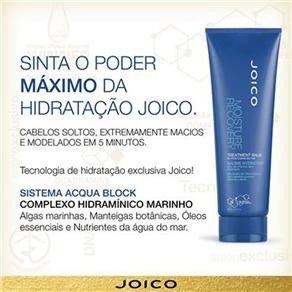 SINTA O PODER
MÁXIMO DA
HIDRATAÇÃO JOICO.
CABELOS SOLTOS, EXTREMAMENTE MACIOS
E MODELADOS EM 5 MINUTOS.
Tecnologia de hidratação exclusiva Joico!
SISTEMA ACQUA BLOCK
COMPLEXO HIDRAMÍNICO MARINHO
Algas marinhas, Manteigas botânicas, Óleos
essenciais e Nutrientes da água do mar.
JOICO
MOISTURE
RECOVERY
TREATMENT BALM
JOICO